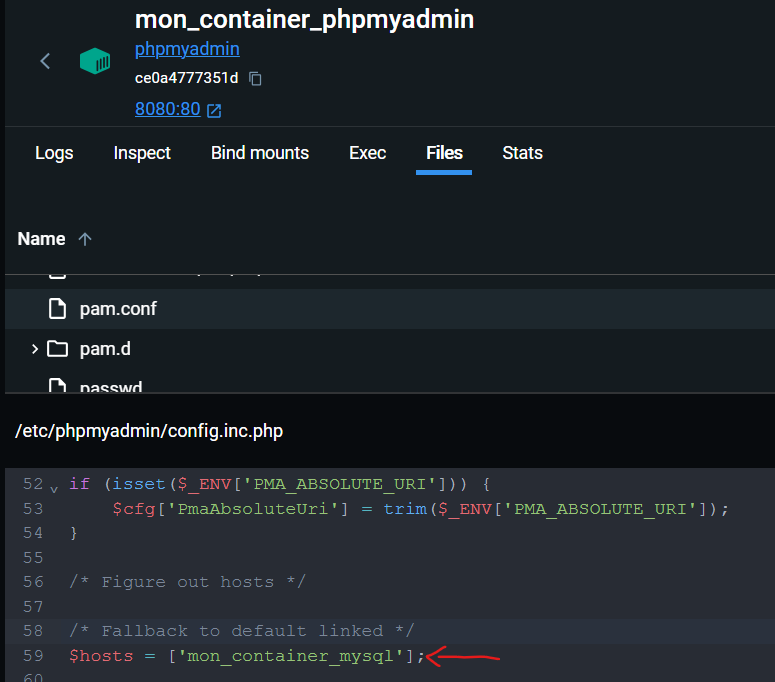 mon_container_phpmyadmin
phpmyadmin
ce0a4777351d
8080:80
Logs Inspect Bind mounts Exec Files Stats
Name
pam.conf
pam.d
passwd
/etc/phpmyadmin/config.inc.php
52 if (isset($_ENV['PMA_ABSOLUTE_URI'])) {
53 $cfg['PmaAbsoluteUri'] = trim($_ENV['PMA_ABSOLUTE_URI']);
54 }
55
56 /* Figure out hosts */
57
58 /* Fallback to default linked */
59 $hosts = ['mon_container_mysql'];
60